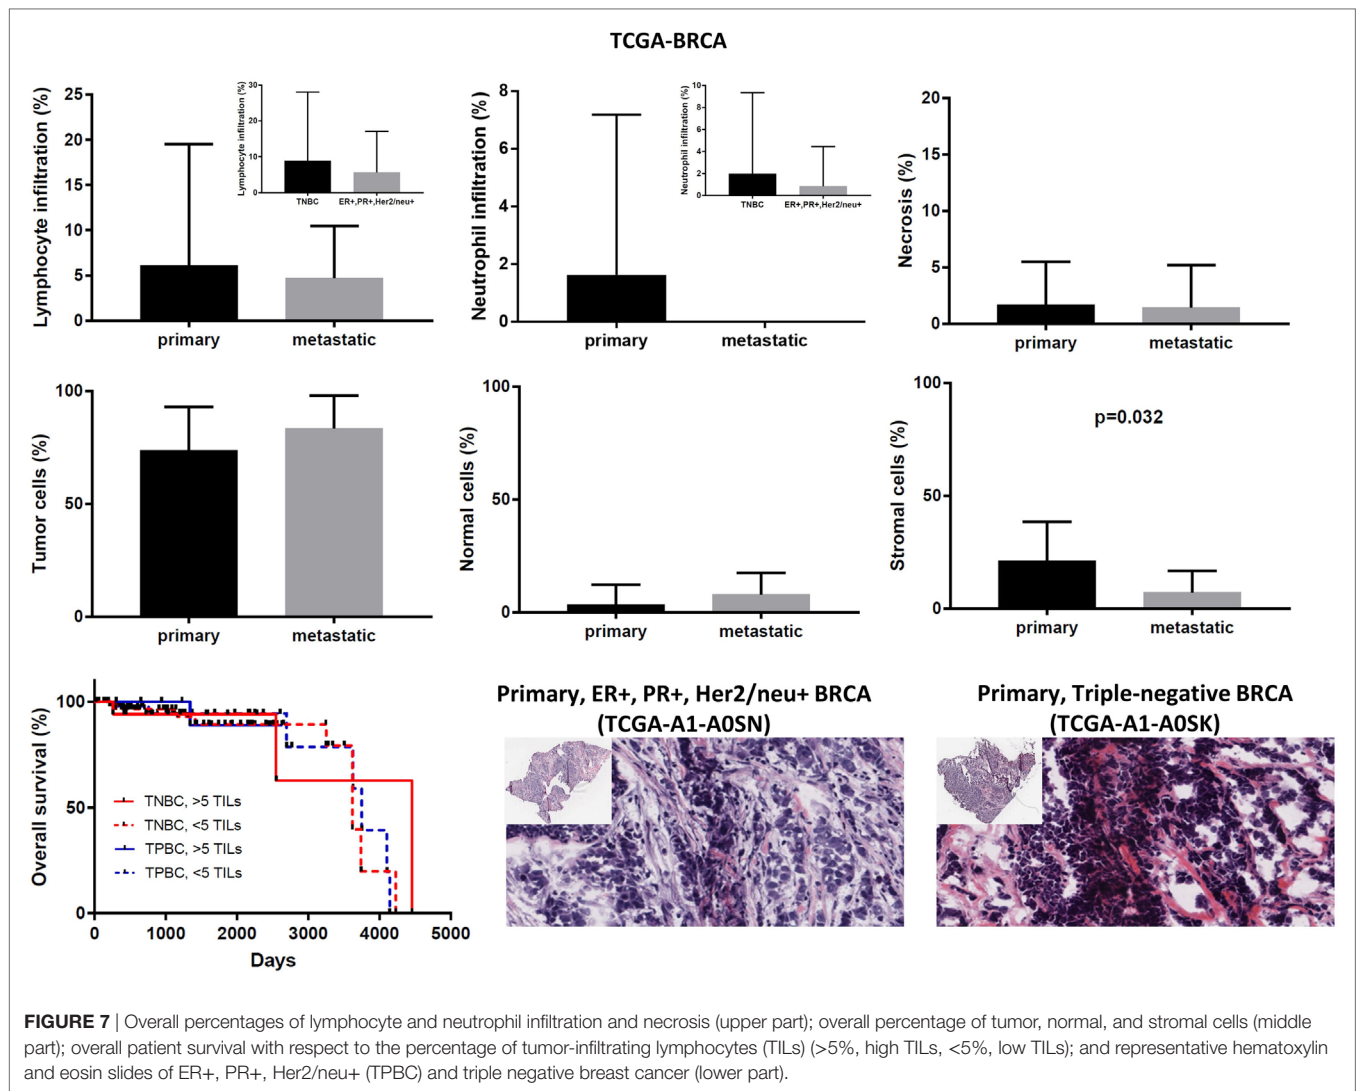 TCGA-BRCA
Lymphocyte infiltration (%)
25
20
15
10
5
0
primary
metastatic
Lymphocyte infiltration (%)
30
20
10
0
TNBC
ER+,PR+,Her2/neu+
Neutrophil infiltration (%)
8
6
4
2
0
primary
metastatic
Neutrophil infiltration (%)
10
8
6
4
2
0
TNBC
ER+,PR+,Her2/neu+
Necrosis (%)
20
15
10
5
0
primary
metastatic
Tumor cells (%)
100
50
0
primary
metastatic
Normal cells (%)
100
50
0
primary
metastatic
Stromal cells (%)
100
50
0
p=0.032
primary
metastatic
Overall survival (%)
100
50
0
TNBC, >5 TILs
TNBC, <5 TILs
TPBC, >5 TILs
TPBC, <5 TILs
0 1000 2000 3000 4000 5000
Days
Primary, ER+, PR+, Her2/neu+ BRCA
(TCGA-A1-A0SN)
Primary, Triple-negative BRCA
(TCGA-A1-A0SK)
FIGURE 7 | Overall percentages of lymphocyte and neutrophil infiltration and necrosis (upper part); overall percentage of tumor, normal, and stromal cells (middle
part); overall patient survival with respect to the percentage of tumor-infiltrating lymphocytes (TILs) (>5%, high TILs, <5%, low TILs); and representative hematoxylin
and eosin slides of ER+, PR+, Her2/neu+ (TPBC) and triple negative breast cancer (lower part).